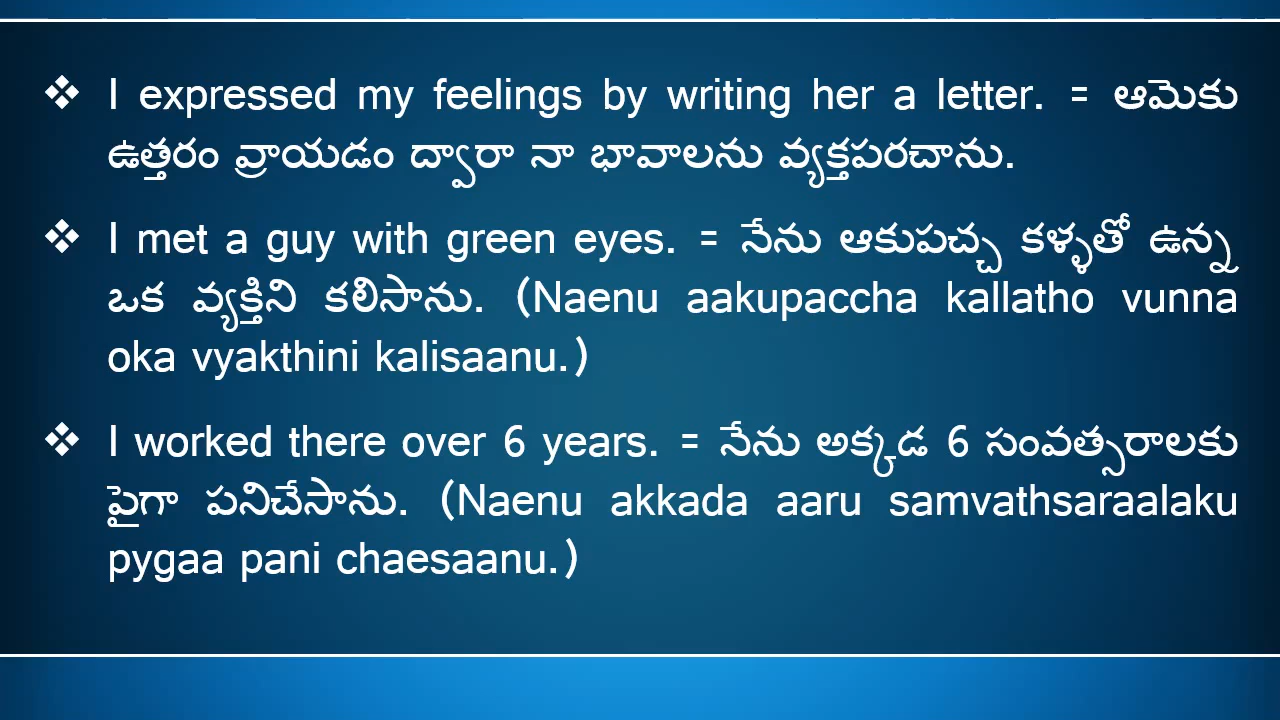 ❖ I expressed my feelings by writing her a letter. = ఆమెకు
ఉత్తరం వ్రాయడం ద్వారా నా భావాలను వ్యక్తపరచాను.
❖ I met a guy with green eyes. = నేను ఆకుపచ్చ కళ్ళతో ఉన్న
ఒక వ్యక్తిని కలిసాను. (Naenu aakupaccha kallatho vunna
oka vyakthini kalisaanu.)
❖ I worked there over 6 years. = నేను అక్కడ 6 సంవత్సరాలకు
పైగా పనిచేసాను. (Naenu akkada aaru samvathsaraalaku
pygaa pani chaesaanu.)